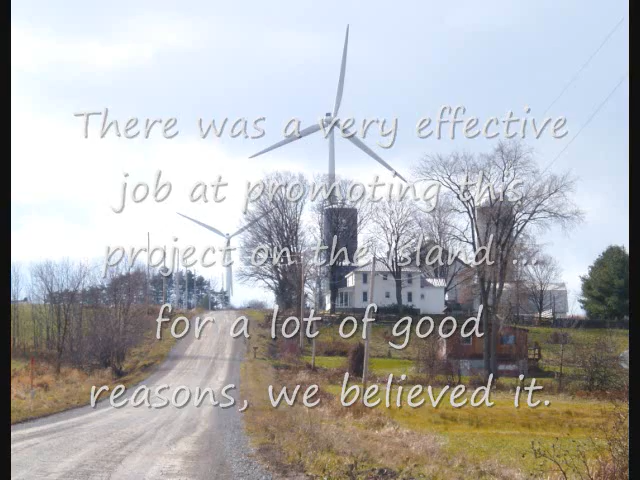 There was a very effective
job at promoting this
project on the island ...
for a lot of good
reasons, we believed it.